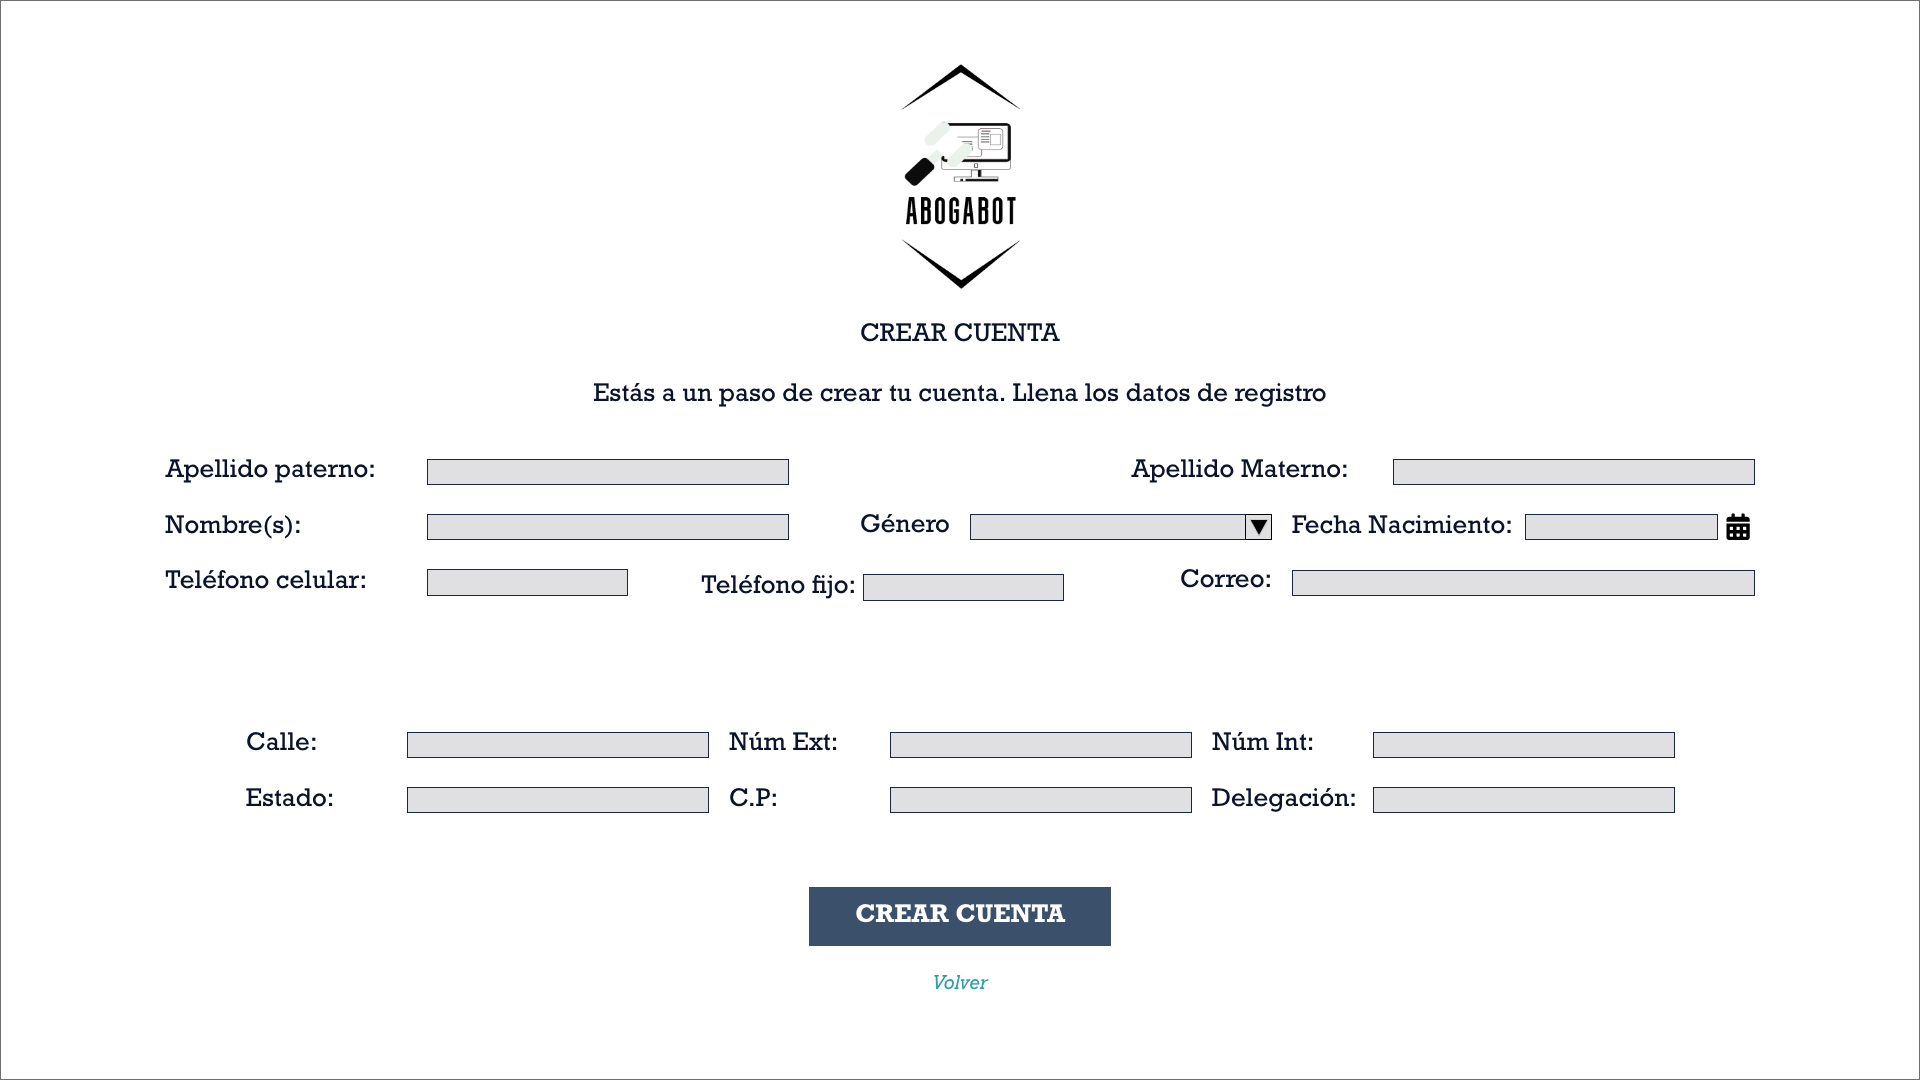 ABOGABOT
CREAR CUENTA
Estás a un paso de crear tu cuenta. Llena los datos de registro
Apellido paterno: Apellido Materno:
Nombre(s): Género Fecha Nacimiento:
Teléfono celular: Teléfono fijo: Correo:
Calle: Núm Ext: Núm Int:
Estado: C.P: Delegación:
CREAR CUENTA
Volver